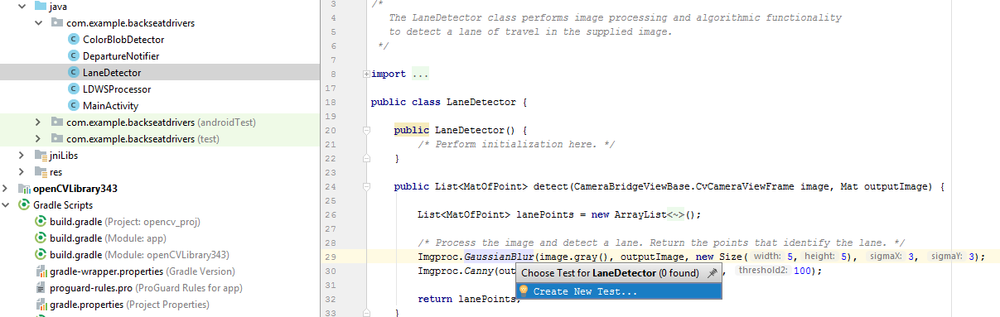 java
com.example.backseatdrivers
ColorBlobDetector
DepartureNotifier
LaneDetector
LDWSProcessor
MainActivity
com.example.backseatdrivers (androidTest)
com.example.backseatdrivers (test)
jniLibs
res
openCVLibrary343
Gradle Scripts
build.gradle (Project: opencv_proj)
build.gradle (Module: app)
build.gradle (Module: openCVLibrary343)
gradle-wrapper.properties (Gradle Version)
proguard-rules.pro (ProGuard Rules for app)
gradle.properties (Project Properties)
3 /*
4 The LaneDetector class performs image processing and algorithmic functionality
5 to detect a lane of travel in the supplied image.
6 */
7
8 import ...
17
18 public class LaneDetector {
19
20 public LaneDetector() {
21 /* Perform initialization here. */
22 }
23
24 public List<MatOfPoint> detect(CameraBridgeViewBase.CvCameraViewFrame image, Mat outputImage) {
25
26 List<MatOfPoint> lanePoints = new ArrayList<~>();
27
28 /* Process the image and detect a lane. Return the points that identify the lane. */
29 Imgproc.GaussianBlur(image.gray(), outputImage, new Size( width: 5, height: 5), sigmaX: 3, sigmaY: 3);
30 Imgproc.Canny(out , threshold2: 100);
31
32 return lanePoints;
33 }
Choose Test for LaneDetector (0 found)
Create New Test...